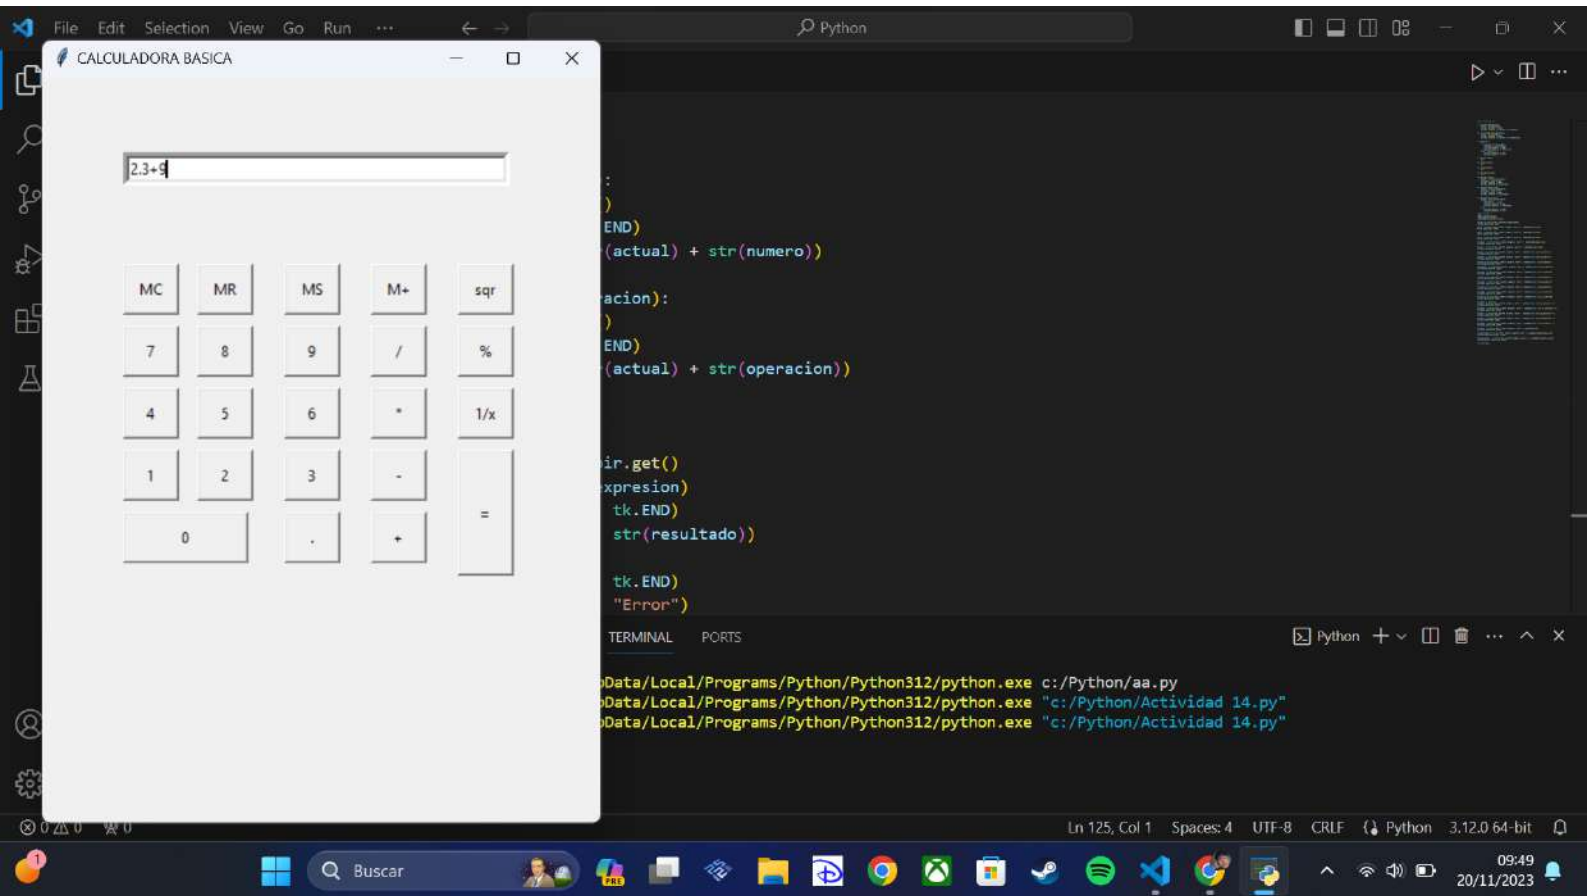 File Edit Selection View Go Run ··· Python
CALCULADORA BASICA
2.3+9
:
)
END)
(actual) + str(numero))
MC MR MS M+ sqr
acion):
)
7 8 9 / %
END)
(actual) + str(operacion))
4 5 6 * 1/x
1 2 3 -
ir.get()
xpresion)
=
tk.END)
0 . +
str(resultado))
tk.END)
"Error")
TERMINAL PORTS
Python
Data/Local/Programs/Python/Python312/python.exe c:/Python/aa.py
Data/Local/Programs/Python/Python312/python.exe "c:/Python/Actividad 14.py"
Data/Local/Programs/Python/Python312/python.exe "c:/Python/Actividad 14.py"
0 0 0 Ln 125, Col 1 Spaces: 4 UTF-8 CRLF Python 3.12.0 64-bit
1 Buscar PRE 09:49
20/11/2023